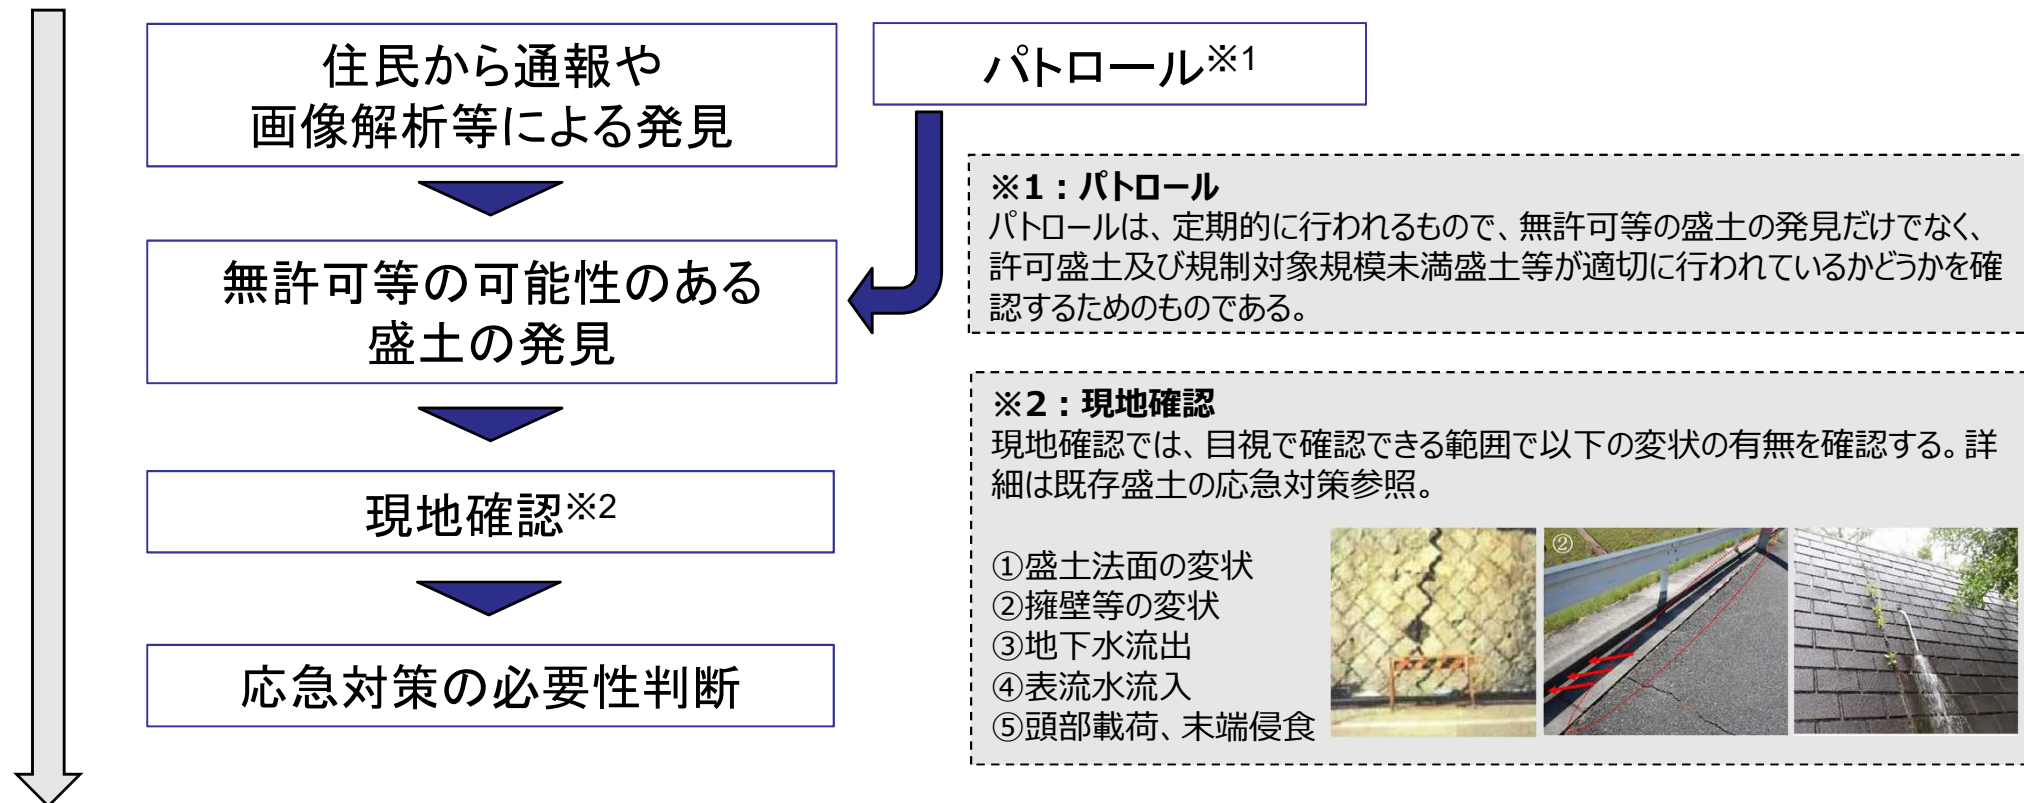 住民から通報や
画像解析等による発見
パトロール※1
無許可等の可能性のある
盛土の発見
現地確認※2
応急対策の必要性判断
※1：パトロール
パトロールは、定期的に行われるもので、無許可等の盛土の発見だけでなく、
許可盛土及び規制対象規模未満盛土等が適切に行われているかどうかを確
認するためのものである。
※2：現地確認
現地確認では、目視で確認できる範囲で以下の変状の有無を確認する。詳
細は既存盛土の応急対策参照。
①盛土法面の変状
②擁壁等の変状
③地下水流出
④表流水流入
⑤頭部載荷、末端侵食
②